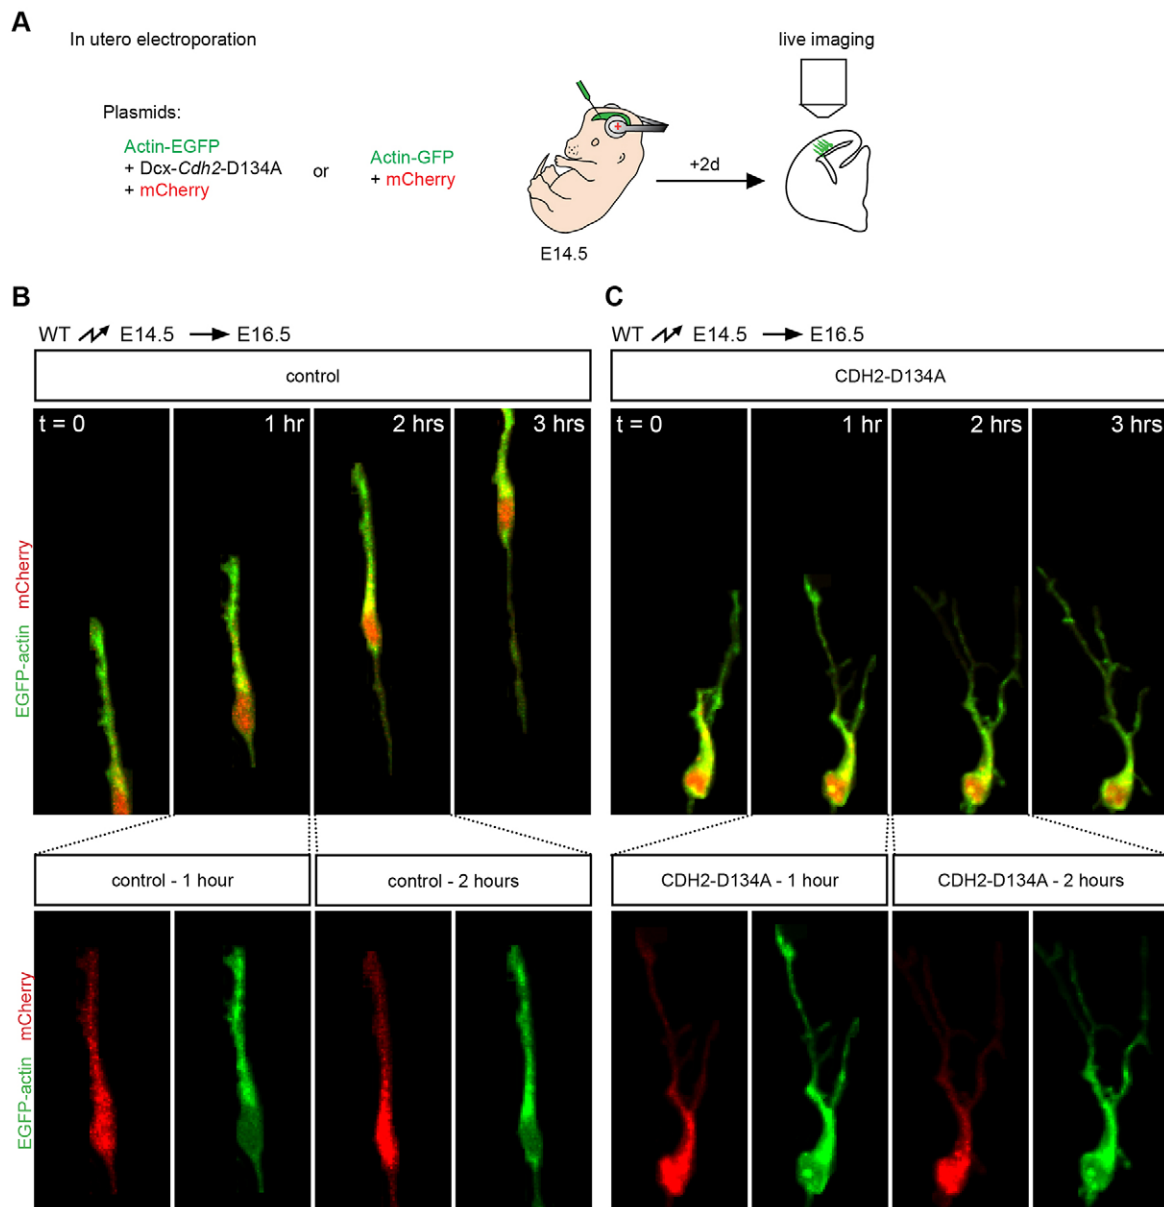 A
In utero electroporation
live imaging
Plasmids:
Actin-EGFP
+ Dcx-Cdh2-D134A
+ mCherry
or
Actin-GFP
+ mCherry
+
+2d
E14.5
B
WT E14.5 E16.5
control
t = 0
1 hr
2 hrs
3 hrs
EGFP-actin mCherry
control - 1 hour
control - 2 hours
EGFP-actin mCherry
C
WT E14.5 E16.5
CDH2-D134A
t = 0
1 hr
2 hrs
3 hrs
CDH2-D134A - 1 hour
CDH2-D134A - 2 hours